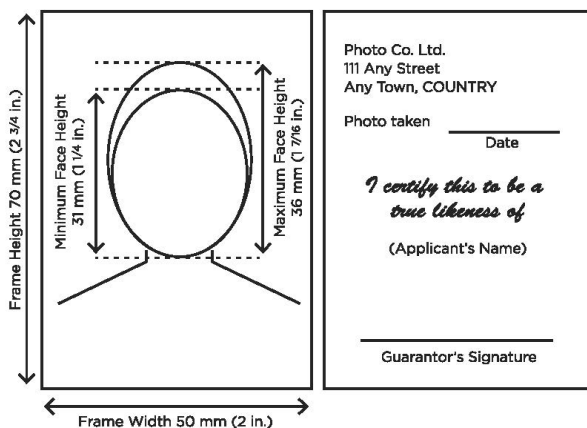 Frame Height 70 mm (2 3/4 in.)
Minimum Face Height
31 mm (1 1/4 in.)
Maximum Face Height
36 mm (1 7/16 in.)
Frame Width 50 mm (2 in.)
Photo Co. Ltd.
111 Any Street
Any Town, COUNTRY
Photo taken
Date
I certify this to be a
true likeness of
(Applicant's Name)
Guarantor's Signature